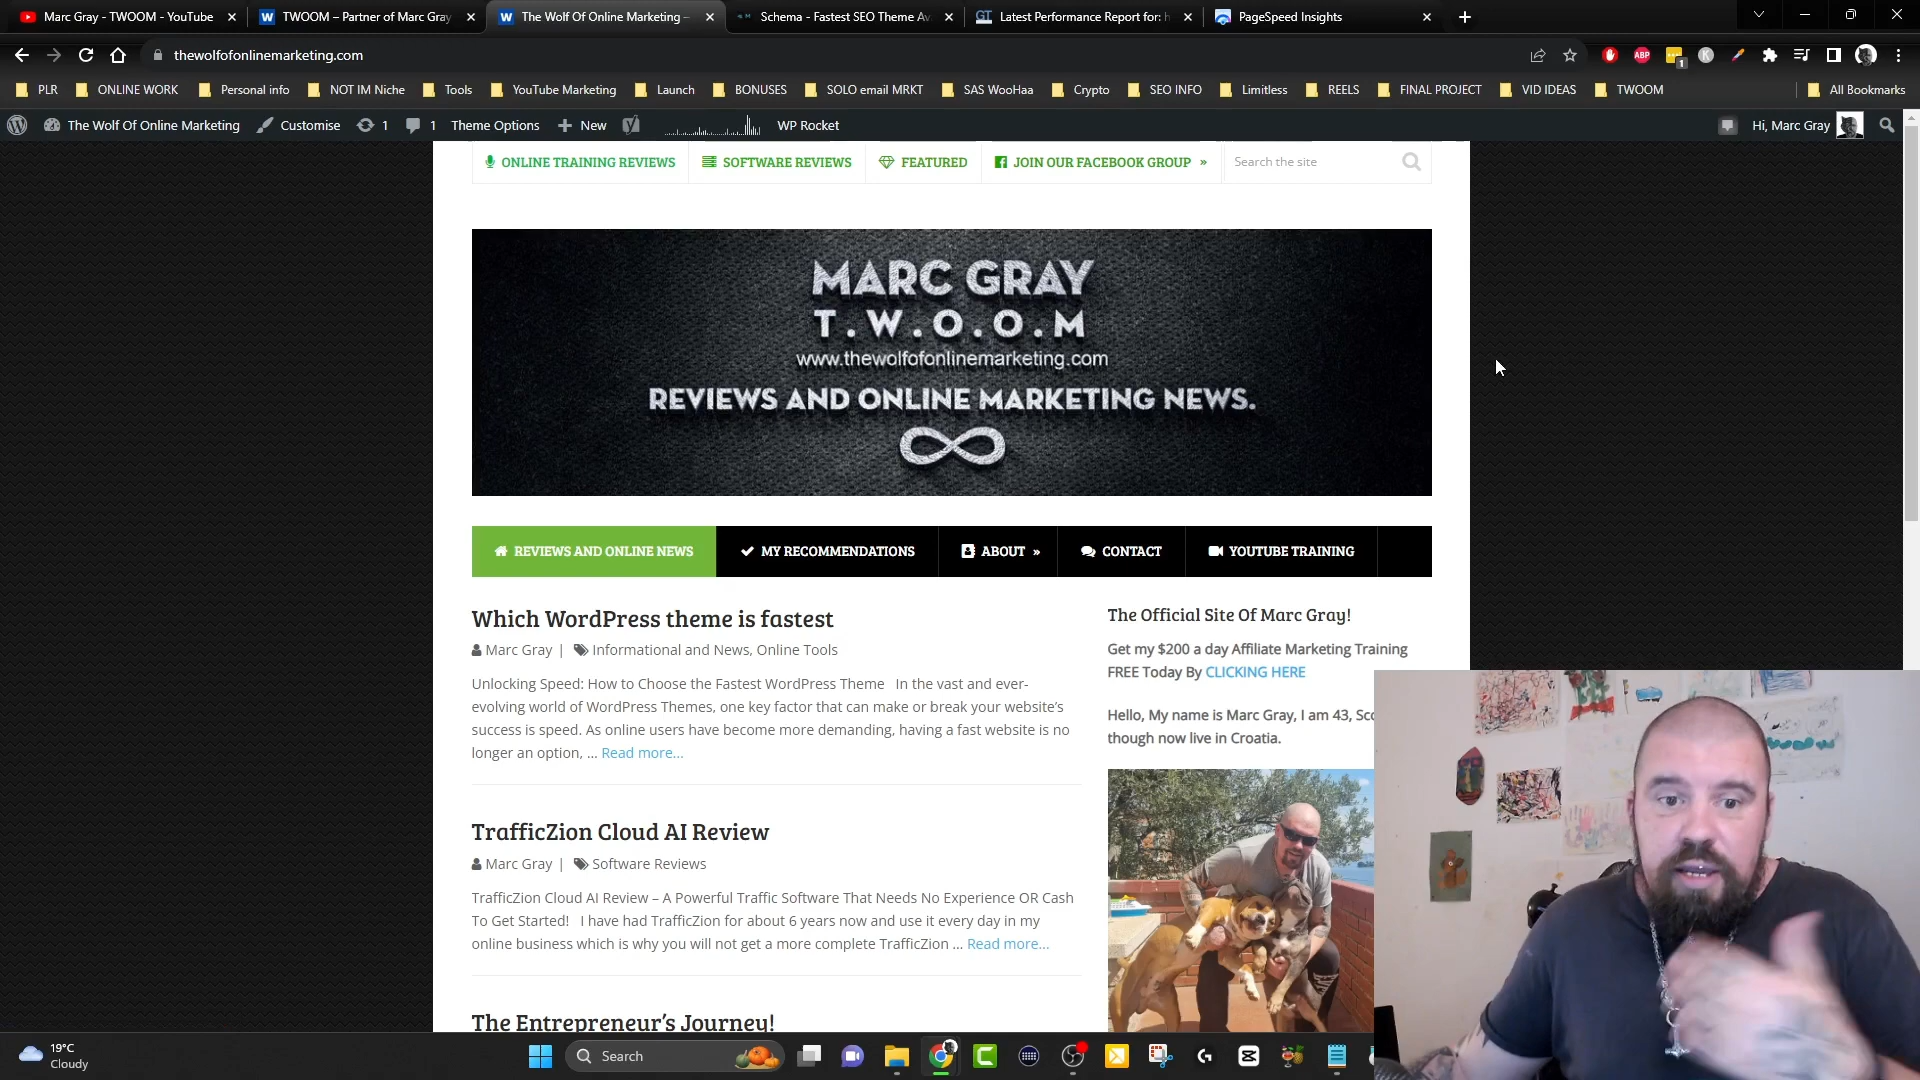 Marc Gray - TWOOM - YouTube
TWOOM – Partner of Marc Gray
The Wolf Of Online Marketing –
Schema - Fastest SEO Theme Av
Latest Performance Report for: h
PageSpeed Insights
thewolfofonlinemarketing.com
ABP
1
K
PLR
ONLINE WORK
Personal info
NOT IM Niche
Tools
YouTube Marketing
Launch
BONUSES
SOLO email MRKT
SAS WooHaa
Crypto
SEO INFO
Limitless
REELS
FINAL PROJECT
VID IDEAS
TWOOM
All Bookmarks
The Wolf Of Online Marketing
Customise
1
1
Theme Options
New
WP Rocket
Hi, Marc Gray
ONLINE TRAINING REVIEWS
SOFTWARE REVIEWS
FEATURED
JOIN OUR FACEBOOK GROUP »
Search the site
MARC GRAY
T.W.O.O.M
www.thewolfofonlinemarketing.com
REVIEWS AND ONLINE MARKETING NEWS.
REVIEWS AND ONLINE NEWS
MY RECOMMENDATIONS
ABOUT »
CONTACT
YOUTUBE TRAINING
Which WordPress theme is fastest
Marc Gray | Informational and News, Online Tools
Unlocking Speed: How to Choose the Fastest WordPress Theme In the vast and ever-
evolving world of WordPress Themes, one key factor that can make or break your website's
success is speed. As online users have become more demanding, having a fast website is no
longer an option, ... Read more...
TrafficZion Cloud AI Review
Marc Gray | Software Reviews
TrafficZion Cloud AI Review – A Powerful Traffic Software That Needs No Experience OR Cash
To Get Started! I have had TrafficZion for about 6 years now and use it every day in my
online business which is why you will not get a more complete TrafficZion ... Read more...
The Entrepreneur's Journey!
The Official Site Of Marc Gray!
Get my $200 a day Affiliate Marketing Training
FREE Today By CLICKING HERE
Hello, My name is Marc Gray, I am 43, Sco
though now live in Croatia.
19°C
Cloudy
Search